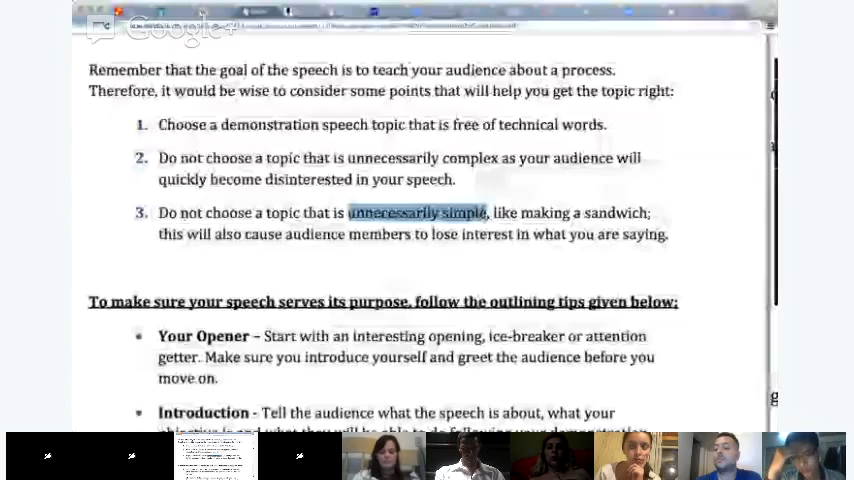 Google+
Remember that the goal of the speech is to teach your audience about a process.
Therefore, it would be wise to consider some points that will help you get the topic right:
1. Choose a demonstration speech topic that is free of technical words.
2. Do not choose a topic that is unnecessarily complex as your audience will
quickly become disinterested in your speech.
3. Do not choose a topic that is unnecessarily simple, like making a sandwich;
this will also cause audience members to lose interest in what you are saying.
To make sure your speech serves its purpose, follow the outlining tips given below:
• Your Opener – Start with an interesting opening, ice-breaker or attention
getter. Make sure you introduce yourself and greet the audience before you
move on.
• Introduction - Tell the audience what the speech is about, what your